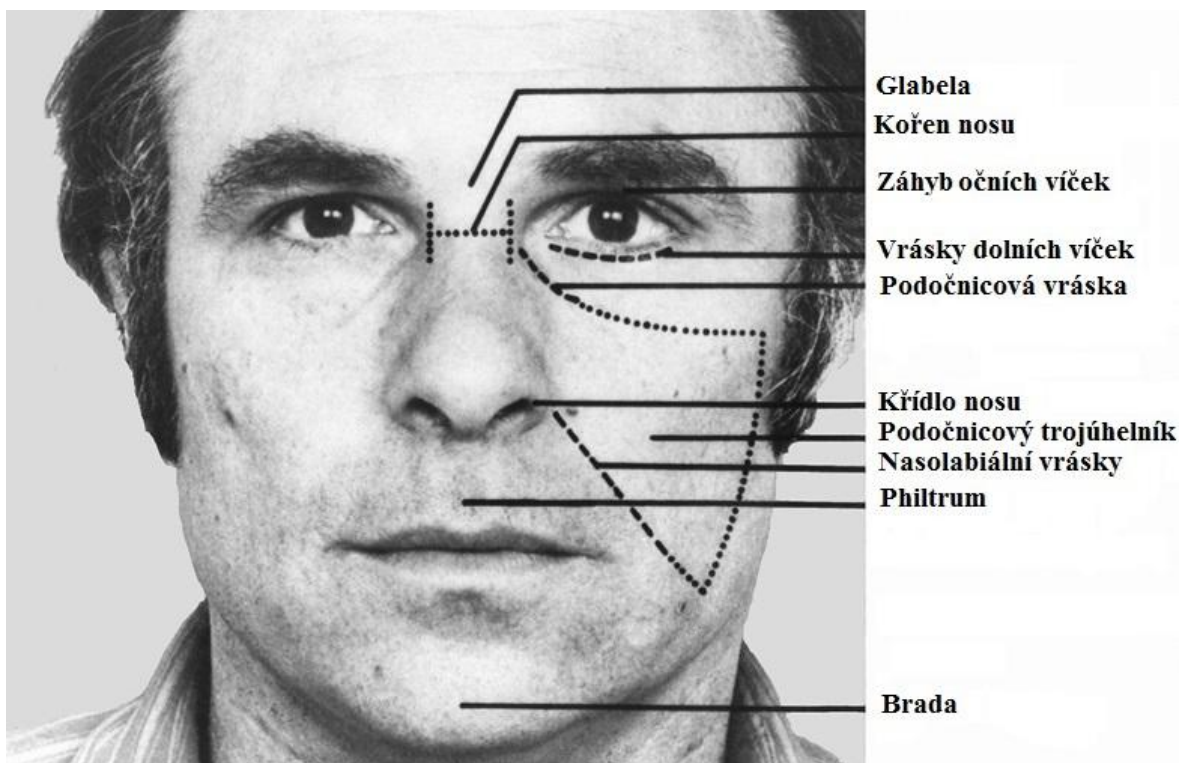 Glabela
Kořen nosu
Záhyb očních víček
Vrásky dolních víček
Podočnicová vráska
Křídlo nosu
Podočnicový trojúhelník
Nasolabiální vrásky
Philtrum
Brada